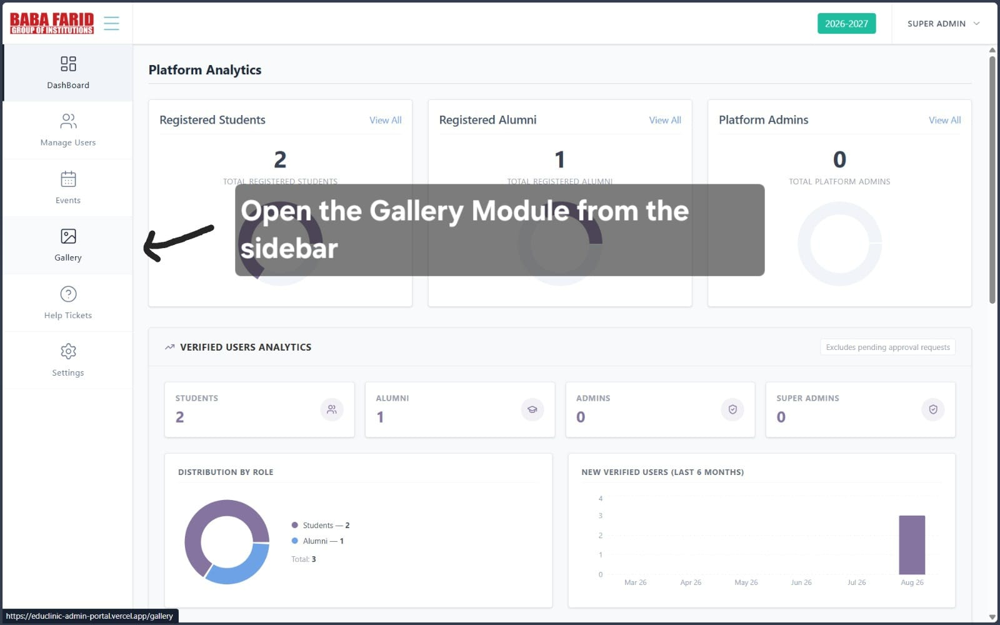 BABA FARID
GROUP OF INSTITUTIONS
2026-2027
SUPER ADMIN
DashBoard
Manage Users
Events
Gallery
Help Tickets
Settings
Platform Analytics
Registered Students
View All
2
TOTAL REGISTERED STUDENTS
Registered Alumni
View All
1
TOTAL REGISTERED ALUMNI
Platform Admins
View All
0
TOTAL PLATFORM ADMINS
Open the Gallery Module from the
sidebar
VERIFIED USERS ANALYTICS
Excludes pending approval requests
STUDENTS
2
ALUMNI
1
ADMINS
0
SUPER ADMINS
0
DISTRIBUTION BY ROLE
Students — 2
Alumni — 1
Total: 3
NEW VERIFIED USERS (LAST 6 MONTHS)
4
3
2
1
0
Mar 26 Apr 26 May 26 Jun 26 Jul 26 Aug 26
https://educlinic-admin-portal.vercel.app/gallery